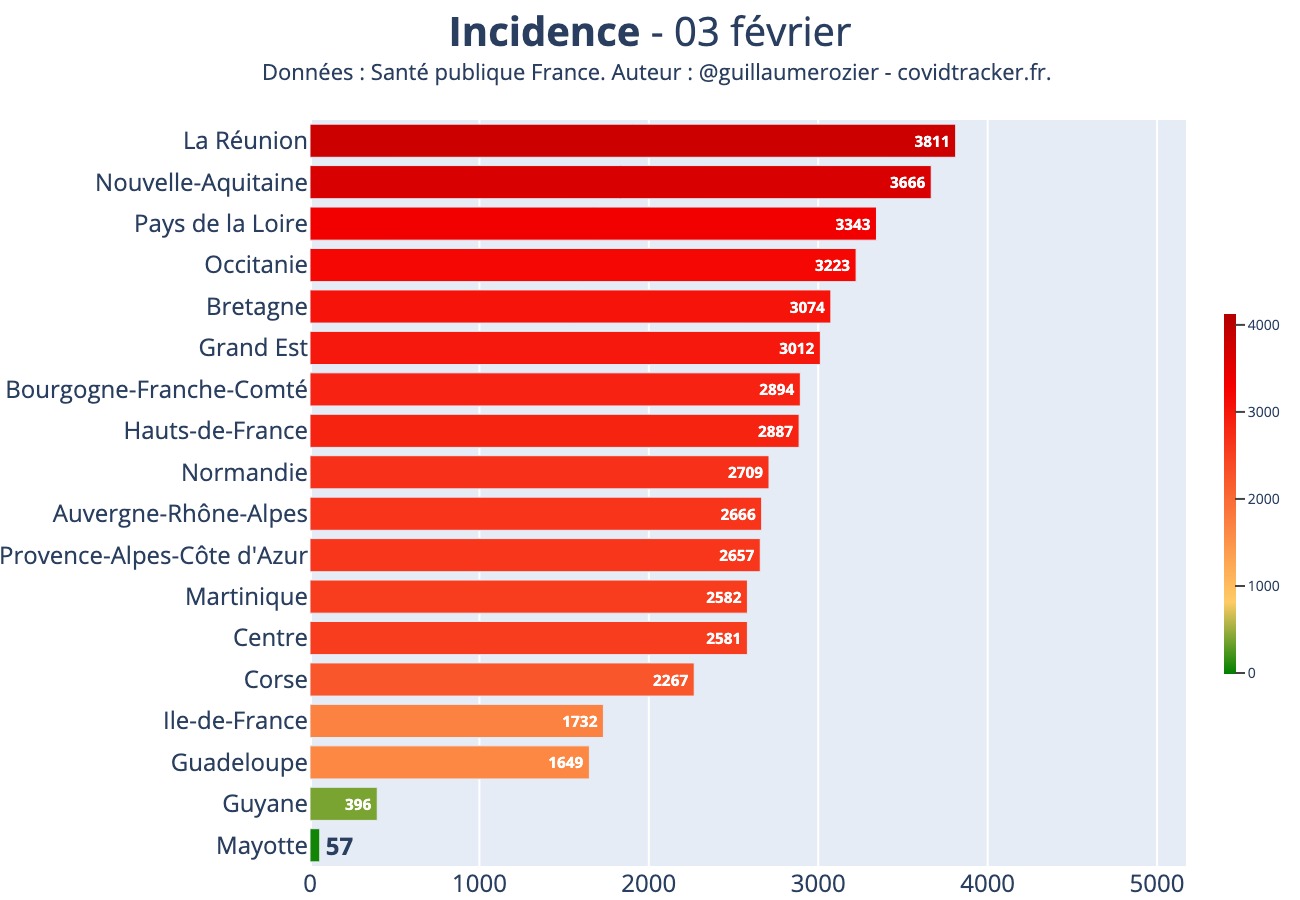 Incidence - 03 février
Données : Santé publique France. Auteur : @guillaumerozier - covidtracker.fr.
La Réunion 3811
Nouvelle-Aquitaine 3666
Pays de la Loire 3343
Occitanie 3223
Bretagne 3074
Grand Est 3012
Bourgogne-Franche-Comté 2894
Hauts-de-France 2887
Normandie 2709
Auvergne-Rhône-Alpes 2666
Provence-Alpes-Côte d'Azur 2657
Martinique 2582
Centre 2581
Corse 2267
Ile-de-France 1732
Guadeloupe 1649
Guyane 396
Mayotte 57
0 1000 2000 3000 4000 5000
4000
3000
2000
1000
0